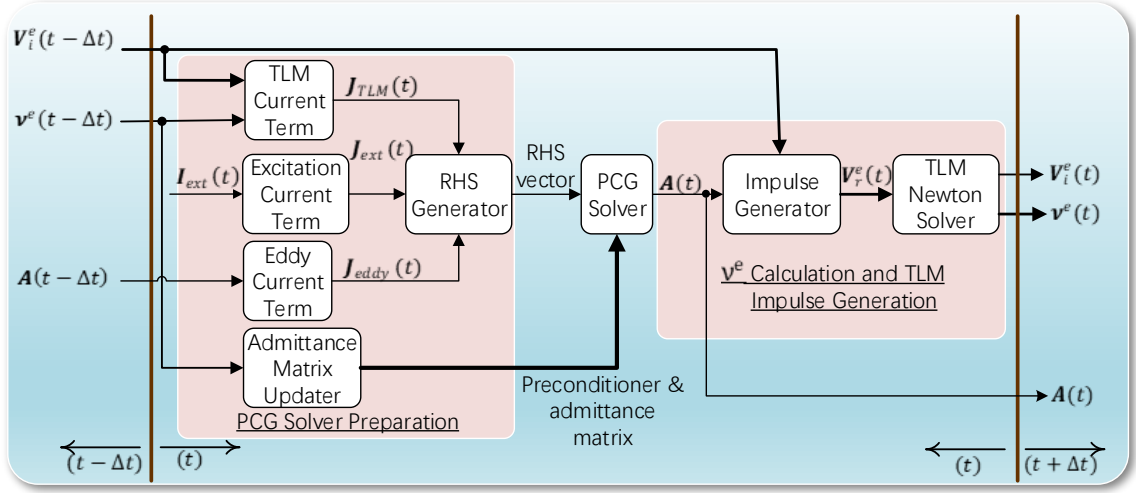 V_i^e(t − Δt)
ν^e(t − Δt)
A(t − Δt)
TLM
Current
Term
J_TLM(t)
I_ext(t)
Excitation
Current
Term
J_ext(t)
Eddy
Current
Term
J_eddy(t)
Admittance
Matrix
Updater
PCG Solver Preparation
RHS
Generator
RHS
vector
PCG
Solver
Preconditioner &
admittance
matrix
A(t)
Impulse
Generator
V_r^e(t)
TLM
Newton
Solver
ν^e Calculation and TLM
Impulse Generation
V_i^e(t)
ν^e(t)
A(t)
(t − Δt)
(t)
(t)
(t + Δt)